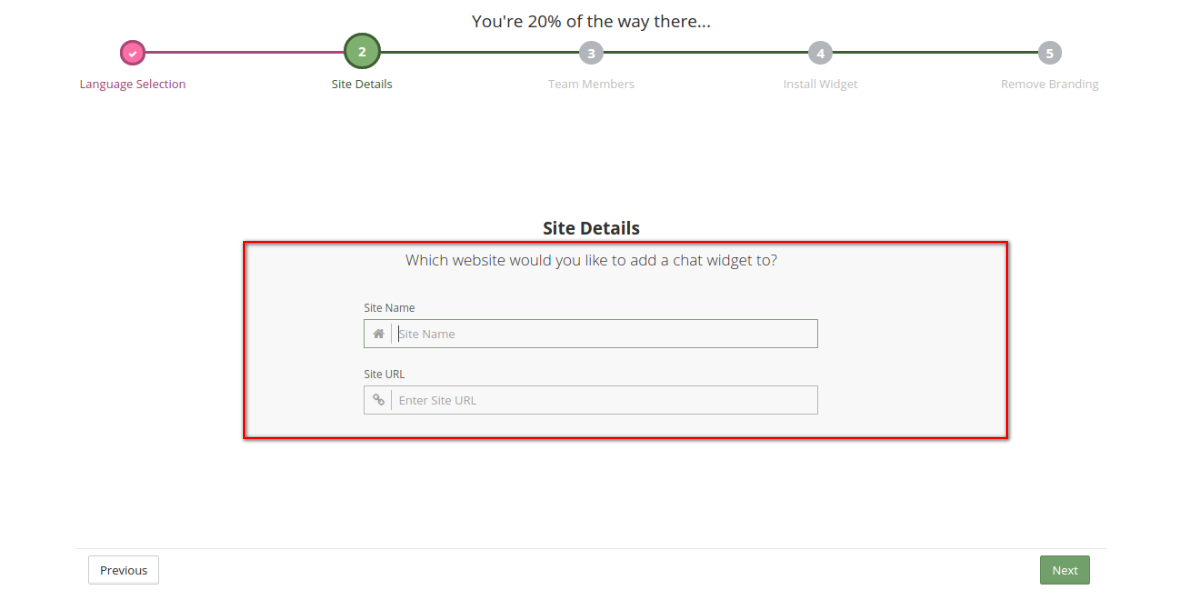 You're 20% of the way there...
2
3
4
5
Language Selection
Site Details
Team Members
Install Widget
Remove Branding
Site Details
Which website would you like to add a chat widget to?
Site Name
Site Name
Site URL
Enter Site URL
Previous
Next